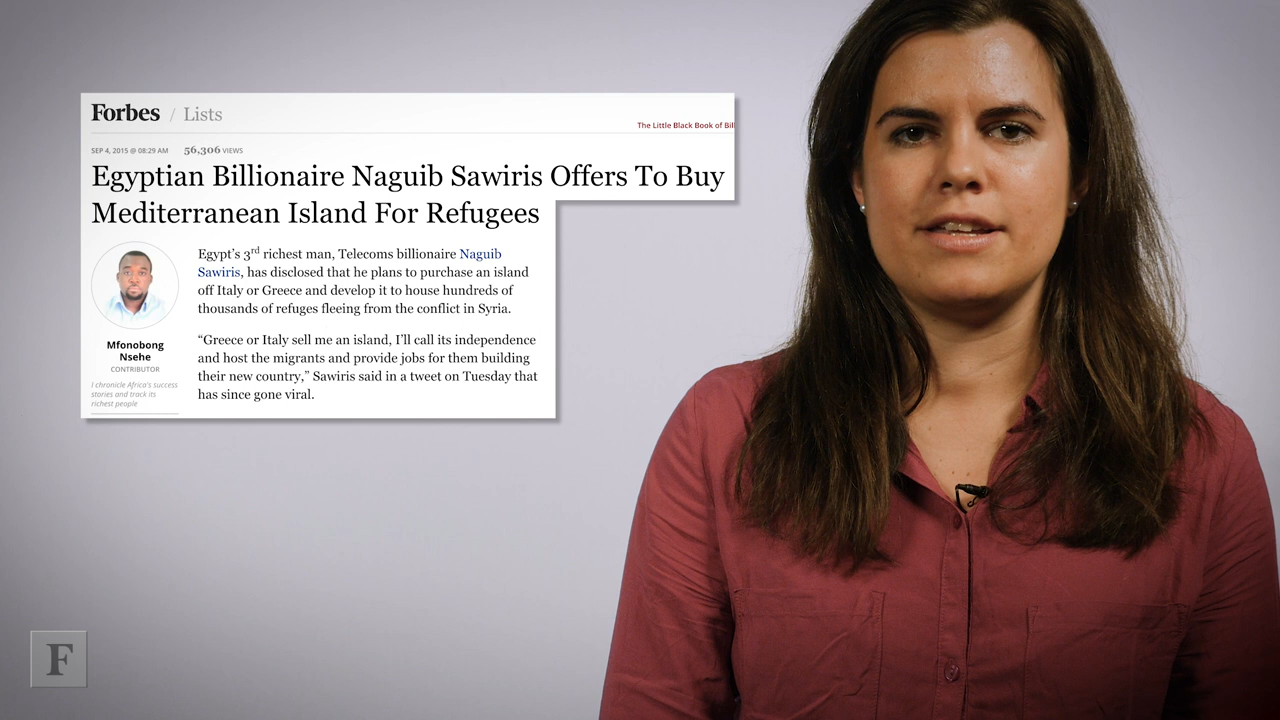 Forbes / Lists
The Little Black Book of Bil
SEP 4, 2015 @ 08:29 AM 56,306 VIEWS
Egyptian Billionaire Naguib Sawiris Offers To Buy
Mediterranean Island For Refugees
Egypt's 3rd richest man, Telecoms billionaire Naguib
Sawiris, has disclosed that he plans to purchase an island
off Italy or Greece and develop it to house hundreds of
thousands of refuges fleeing from the conflict in Syria.
“Greece or Italy sell me an island, I'll call its independence
and host the migrants and provide jobs for them building
their new country,” Sawiris said in a tweet on Tuesday that
has since gone viral.
Mfonobong
Nsehe
CONTRIBUTOR
I chronicle Africa's success
stories and track its
richest people
F